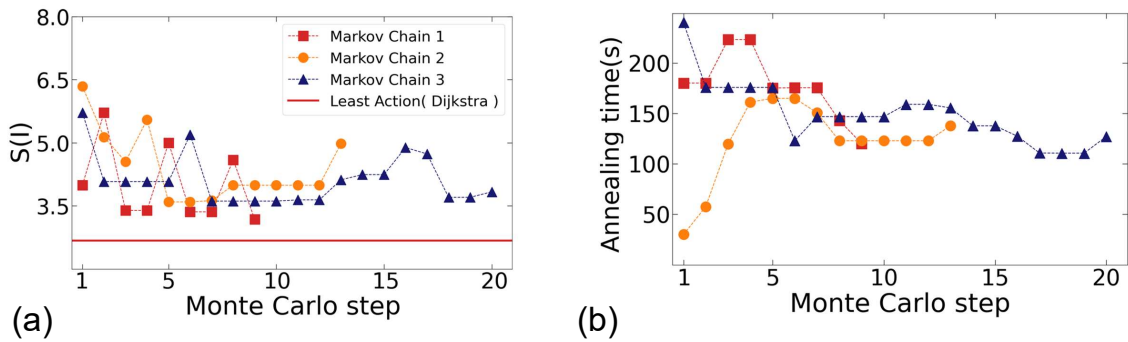 8.0
6.5
5.0
3.5
S(I)
Markov Chain 1
Markov Chain 2
Markov Chain 3
Least Action( Dijkstra )
1 5 10 15 20
Monte Carlo step
(a)
200
150
100
50
Annealing time(s)
1 5 10 15 20
Monte Carlo step
(b)